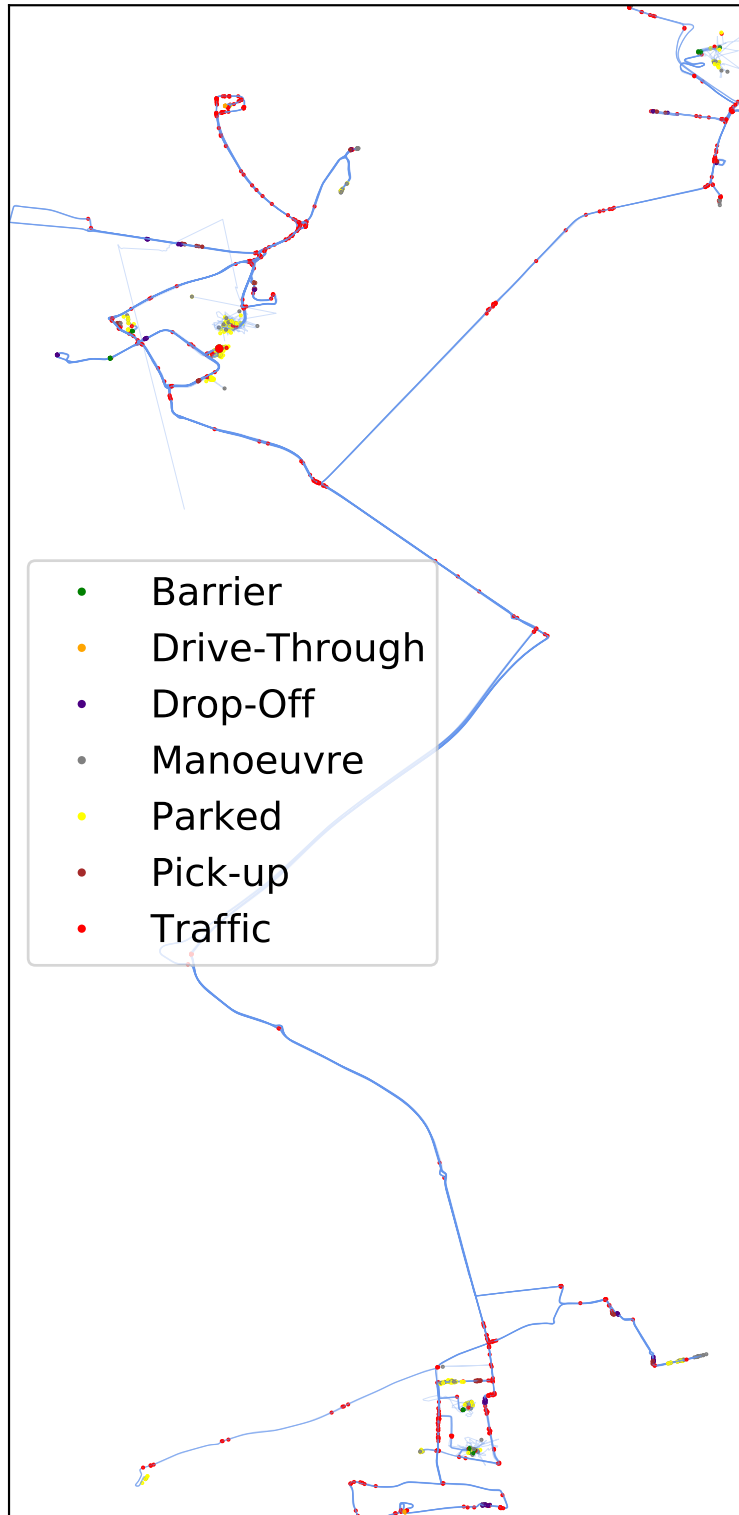 Barrier
Drive-Through
Drop-Off
Manoeuvre
Parked
Pick-up
Traffic